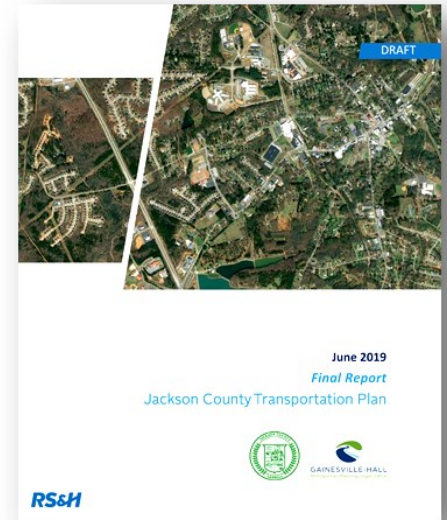 DRAFT
June 2019
Final Report
Jackson County Transportation Plan
GAINESVILLE-HALL
RS&H